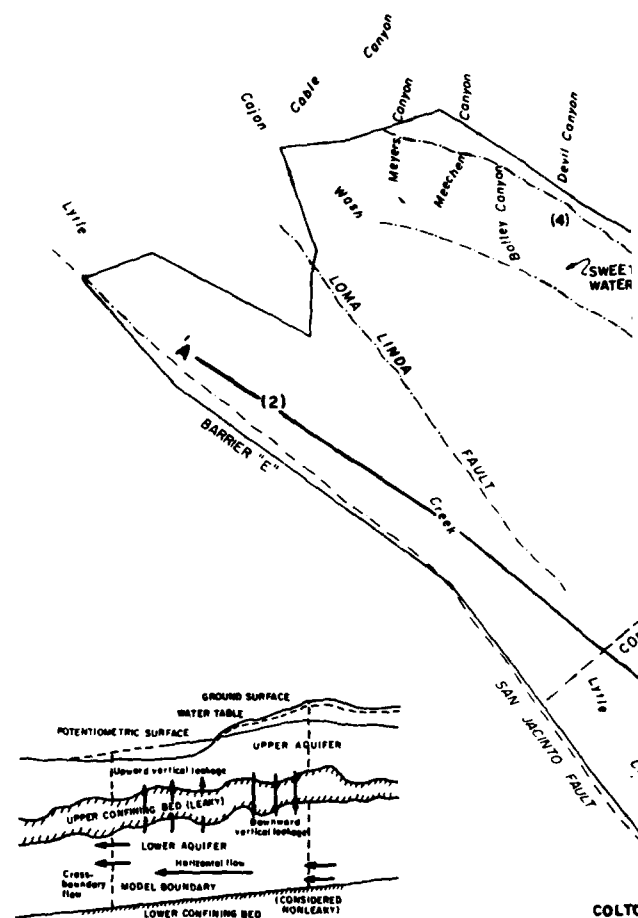 Canyon
Cable
Cajon
Canyon
Canyon
Meyers
Meechem
Devil Canyon
Bailey Canyon
Wash
(4)
SWEET
WATER
Lytle
LOMA
LINDA
FAULT
A'
(2)
BARRIER "E"
Creek
Lytle
SAN JACINTO FAULT
GROUND SURFACE
WATER TABLE
POTENTIOMETRIC SURFACE
UPPER AQUIFER
Upward vertical leakage
UPPER CONFINING BED (LEAKY)
Downward
vertical leakage
LOWER AQUIFER
Cross-
boundary
flow
Horizontal flow
MODEL BOUNDARY
(CONSIDERED
NONLEAKY)
LOWER CONFINING BED
COLTO